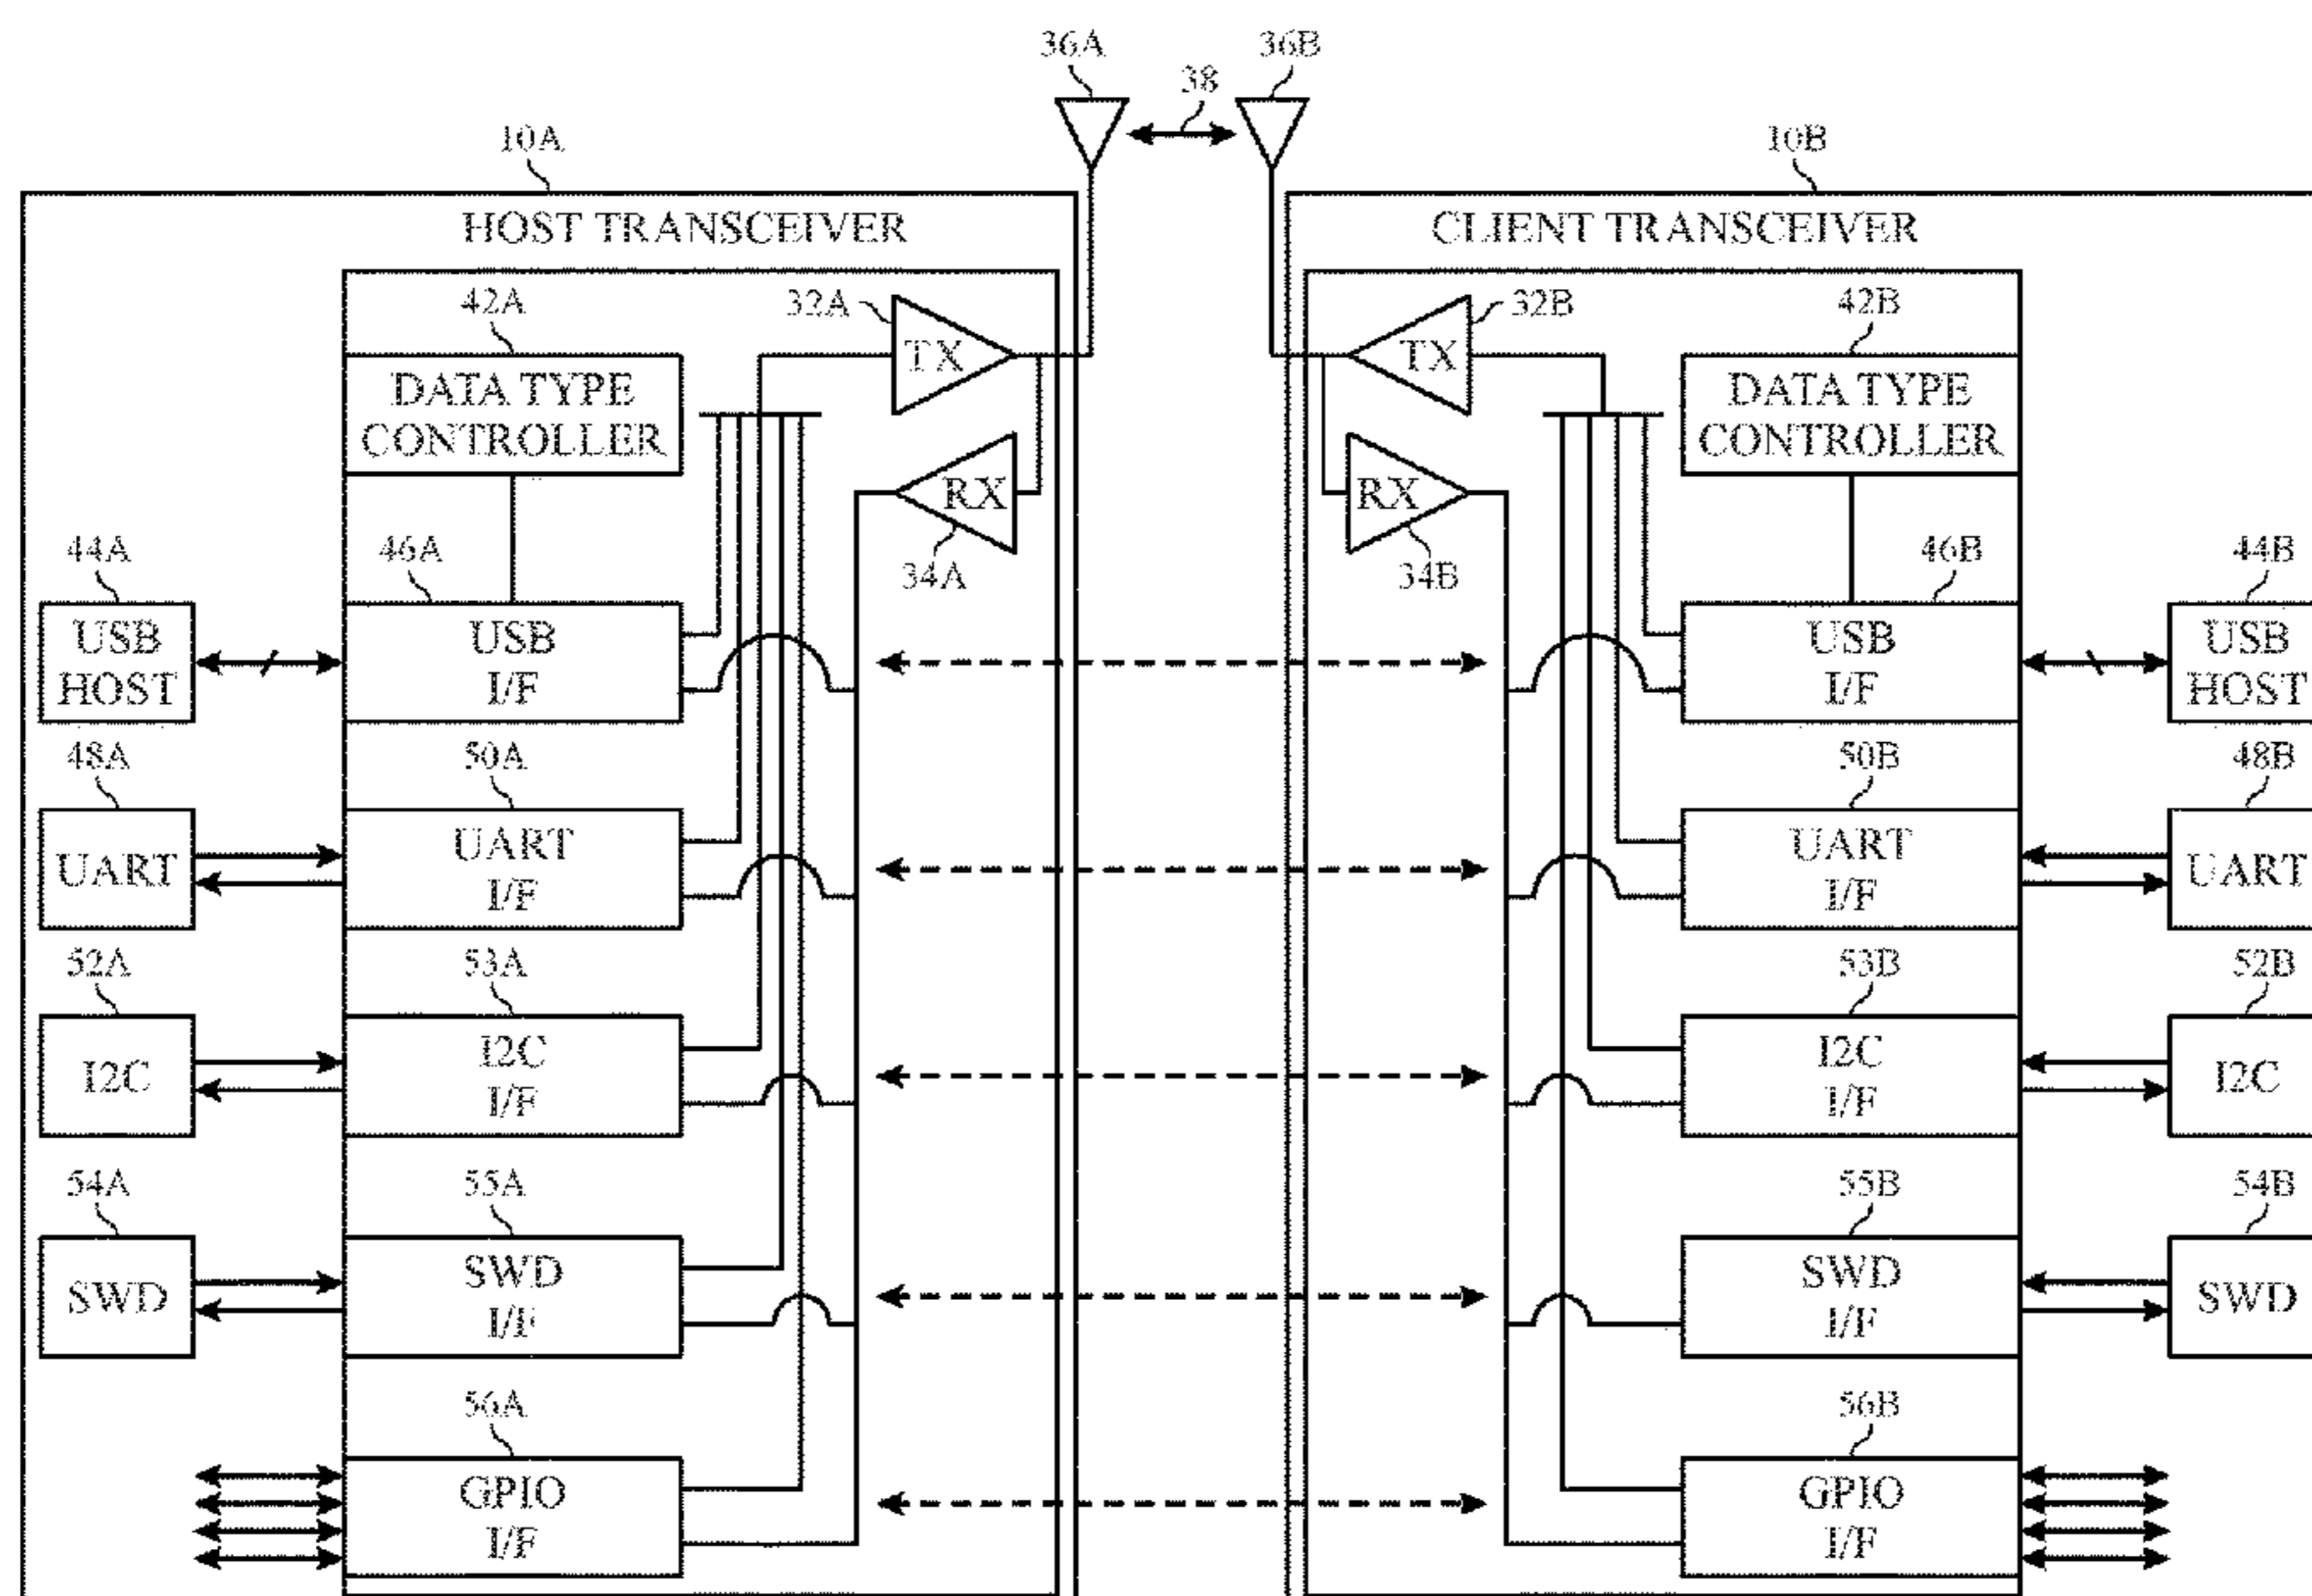 36A
36B
38
10A
10B
HOST TRANSCEIVER
CLIENT TRANSCEIVER
42A
32A
32B
42B
TX
TX
DATA TYPE
CONTROLLER
DATA TYPE
CONTROLLER
RX
RX
44A
46A
34A
34B
46B
44B
USB
HOST
USB
I/F
USB
I/F
USB
HOST
48A
50A
50B
48B
UART
UART
I/F
UART
I/F
UART
52A
53A
53B
52B
I2C
I2C
I/F
I2C
I/F
I2C
54A
55A
55B
54B
SWD
SWD
I/F
SWD
I/F
SWD
56A
56B
GPIO
I/F
GPIO
I/F